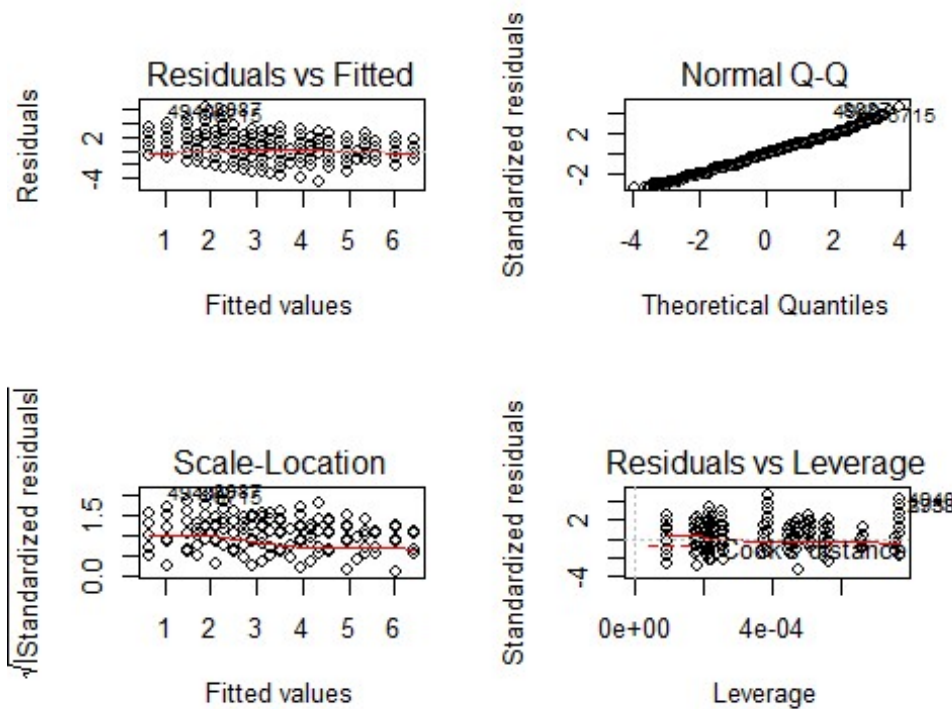 Residuals vs Fitted
Residuals
2
-4
1 2 3 4 5 6
Fitted values
Normal Q-Q
Standardized residuals
2
-2
-4 -2 0 2 4
Theoretical Quantiles
Scale-Location
√|Standardized residuals|
1.5
0.0
1 2 3 4 5 6
Fitted values
Residuals vs Leverage
Standardized residuals
2
-4
Cook's distance
0e+00 4e-04
Leverage